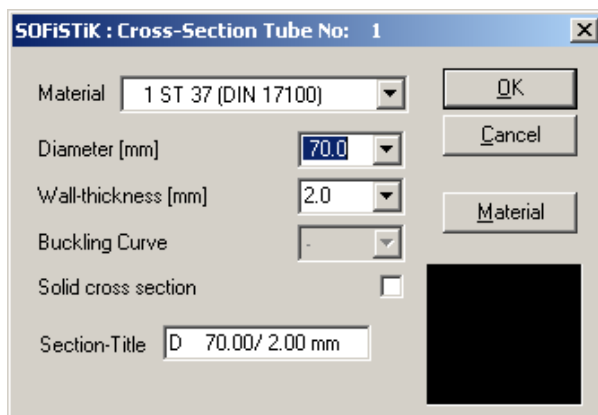 SOFiSTiK : Cross-Section Tube No: 1
Material 1 ST 37 (DIN 17100) OK
Diameter [mm] 70.0 Cancel
Wall-thickness [mm] 2.0 Material
Buckling Curve -
Solid cross section
Section-Title D 70.00/ 2.00 mm